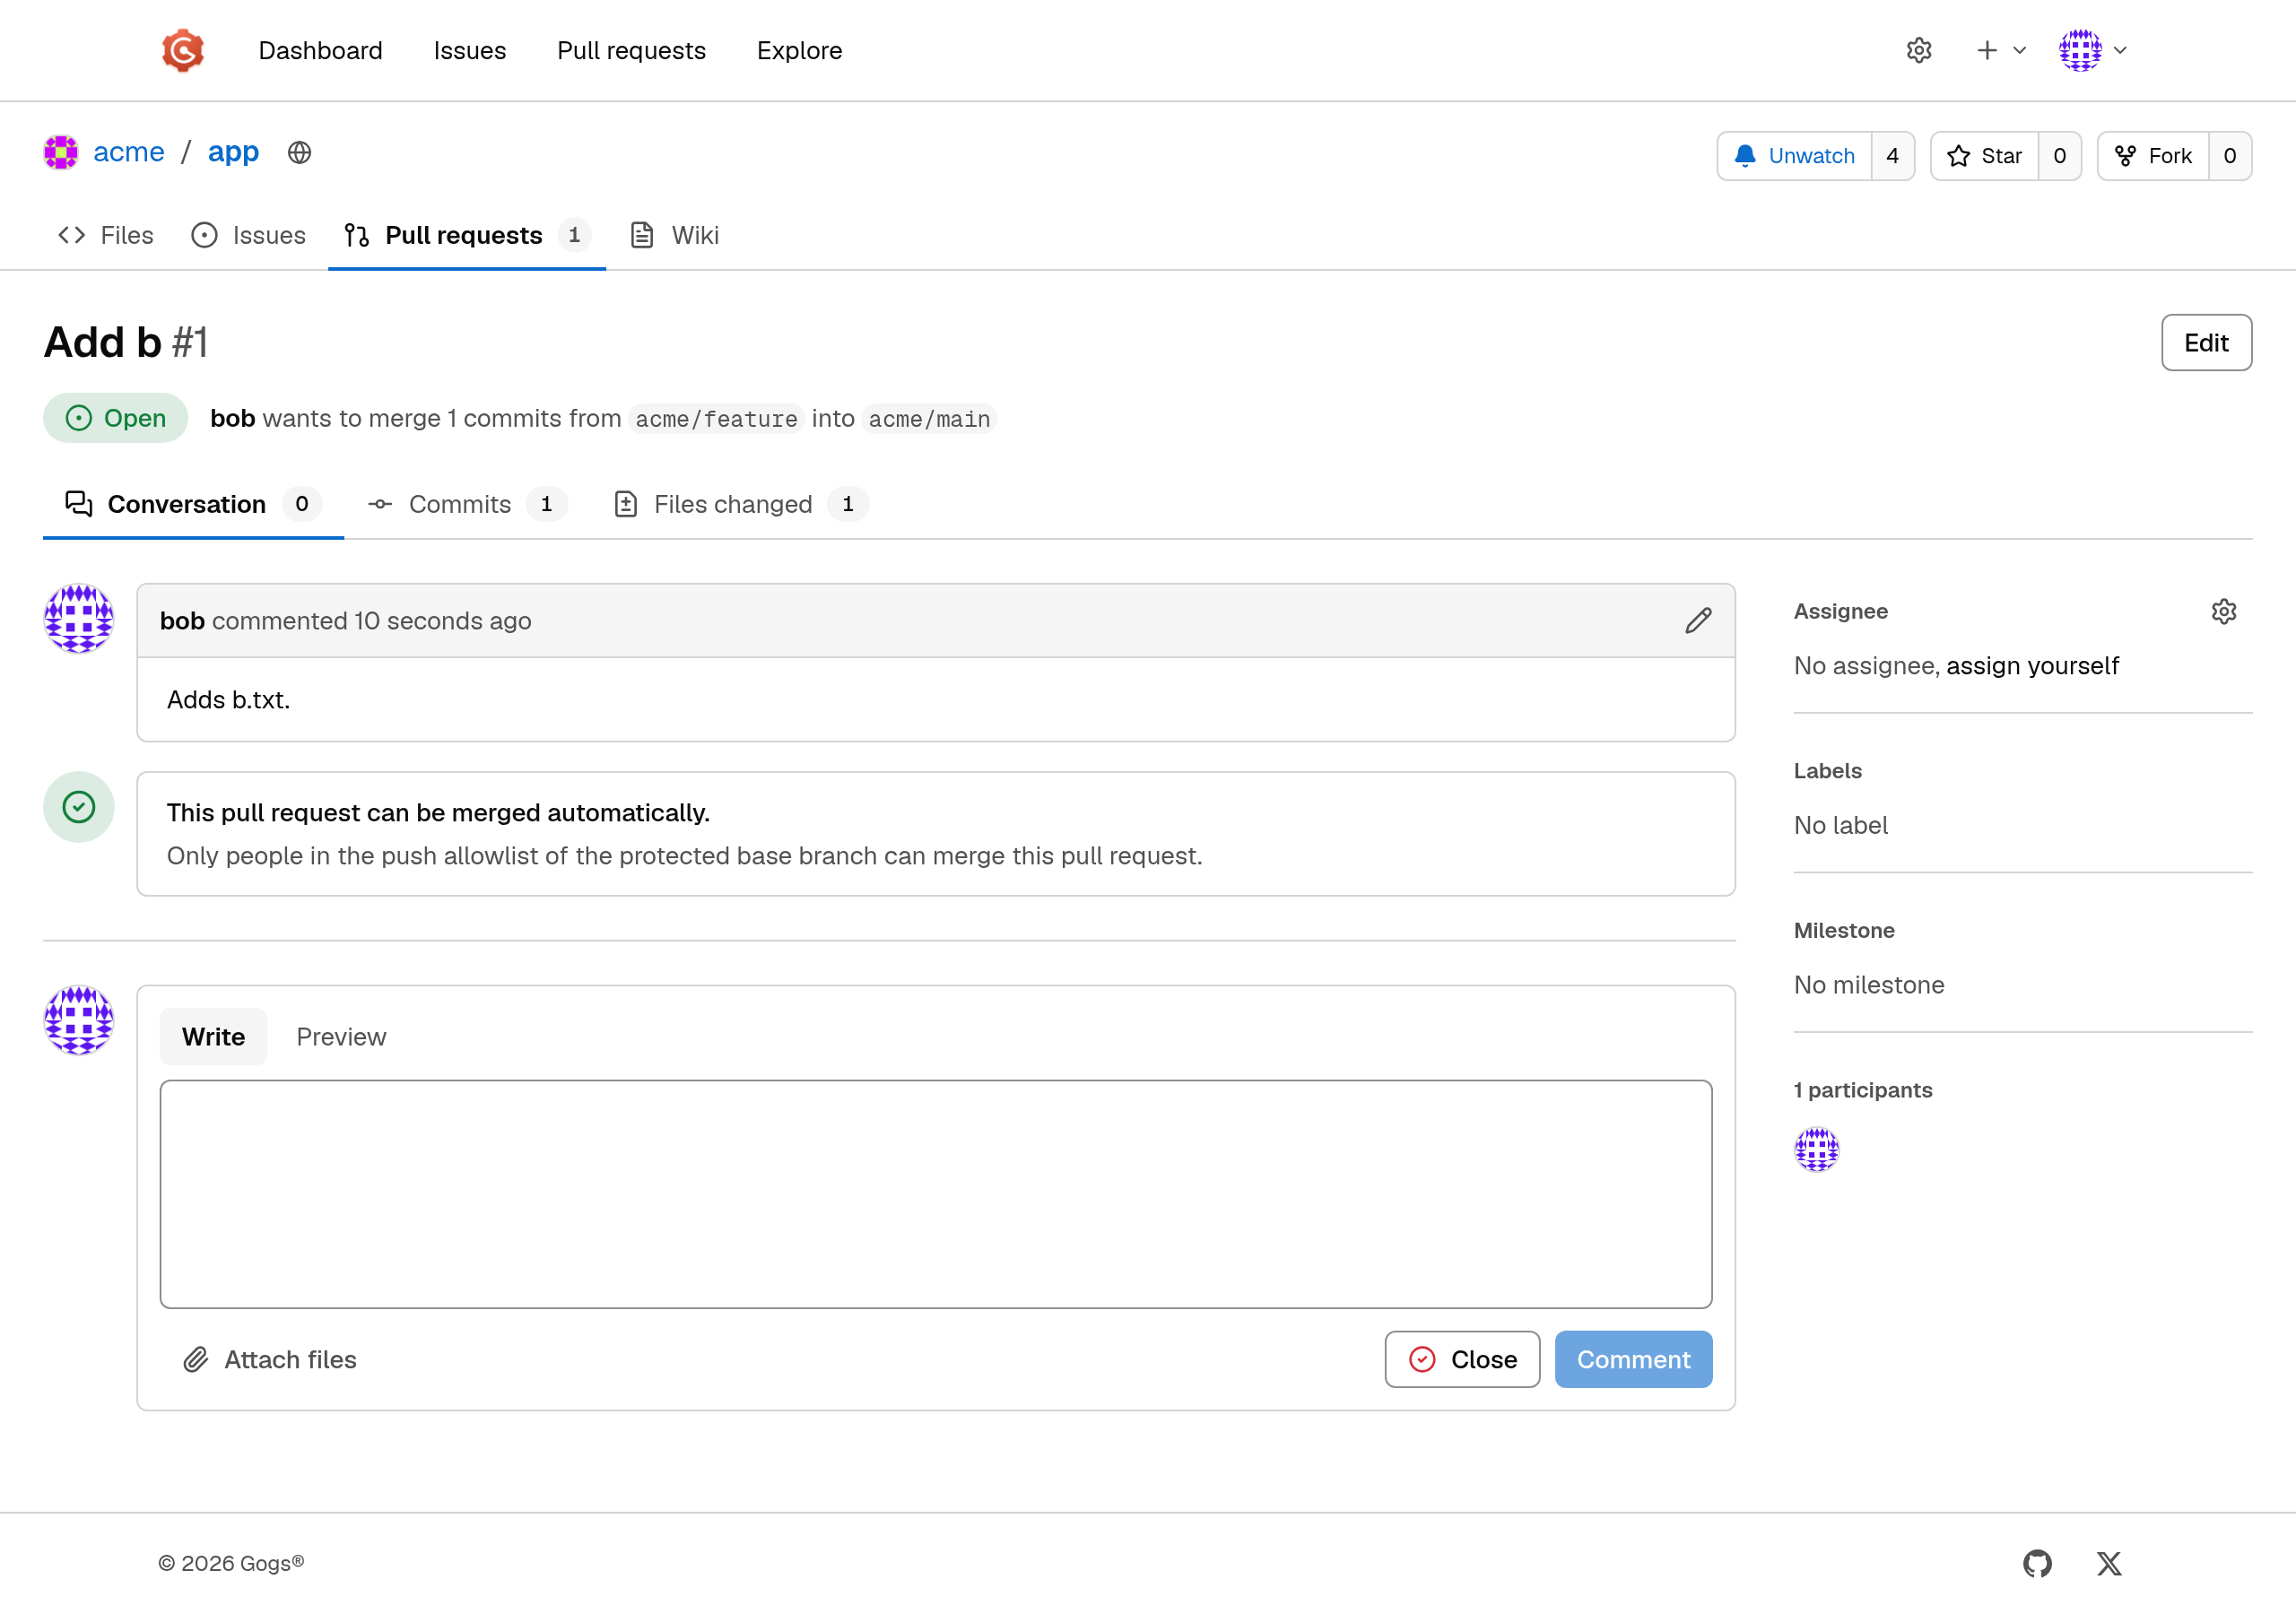 Dashboard Issues Pull requests Explore
acme / app
Unwatch 4 Star 0 Fork 0
Files Issues Pull requests 1 Wiki
Add b #1
Edit
Open bob wants to merge 1 commits from acme/feature into acme/main
Conversation 0 Commits 1 Files changed 1
bob commented 10 seconds ago
Adds b.txt.
This pull request can be merged automatically.
Only people in the push allowlist of the protected base branch can merge this pull request.
Write Preview
Attach files
Close Comment
Assignee
No assignee, assign yourself
Labels
No label
Milestone
No milestone
1 participants
© 2026 Gogs®